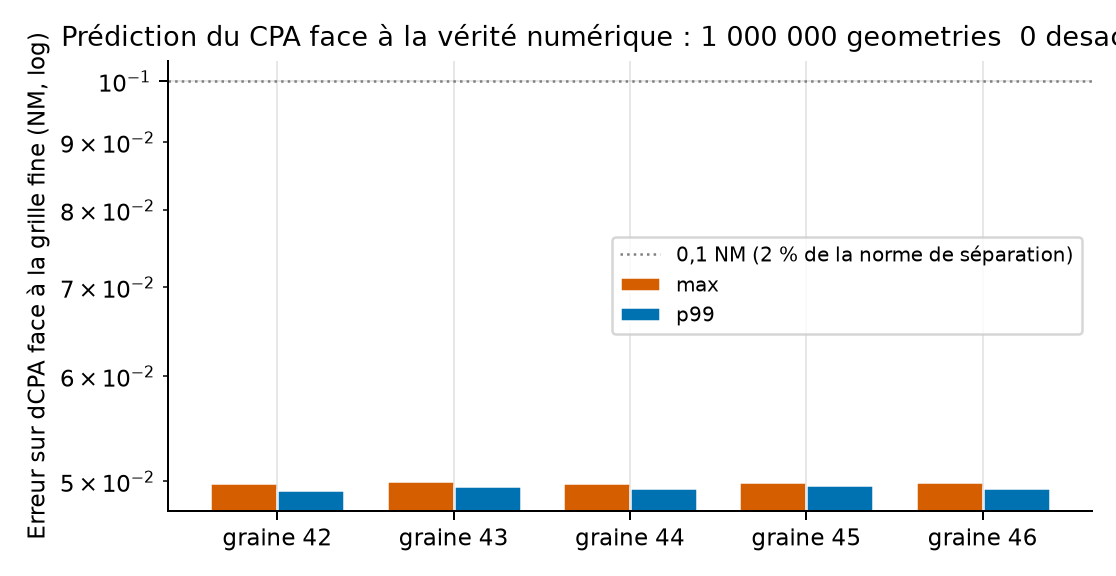 Prédiction du CPA face à la vérité numérique : 1 000 000 geometries 0 desac
Erreur sur dCPA face à la grille fine (NM, log)
10⁻¹
9 × 10⁻²
8 × 10⁻²
7 × 10⁻²
6 × 10⁻²
5 × 10⁻²
0,1 NM (2 % de la norme de séparation)
max
p99
graine 42
graine 43
graine 44
graine 45
graine 46